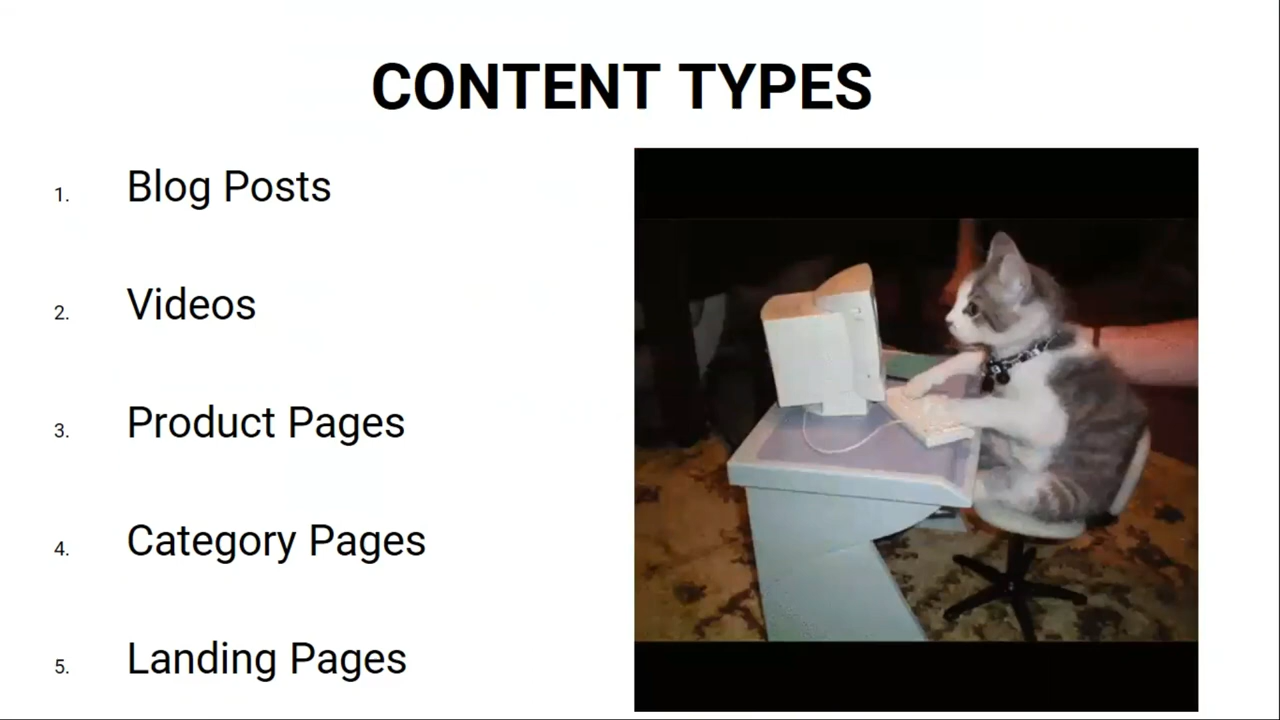 CONTENT TYPES
1. Blog Posts
2. Videos
3. Product Pages
4. Category Pages
5. Landing Pages